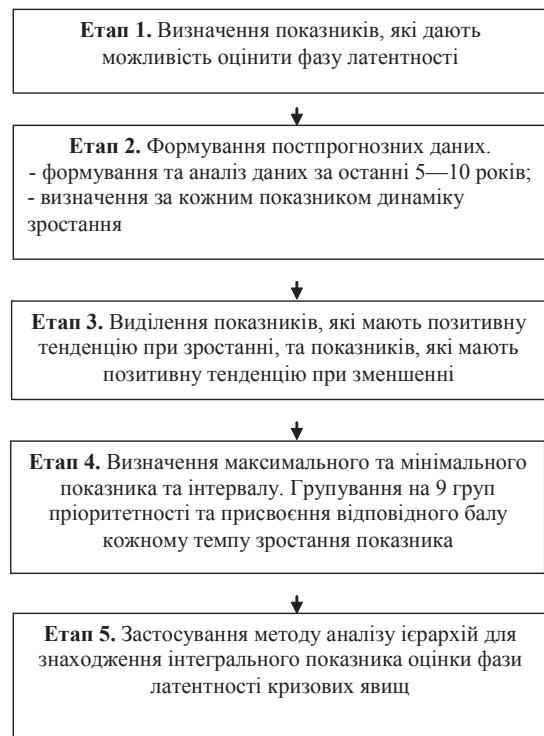 Етап 1. Визначення показників, які дають
можливість оцінити фазу латентності
Етап 2. Формування постпрогнозних даних.
- формування та аналіз даних за останні 5—10 років;
- визначення за кожним показником динаміку
зростання
Етап 3. Виділення показників, які мають позитивну
тенденцію при зростанні, та показників, які мають
позитивну тенденцію при зменшенні
Етап 4. Визначення максимального та мінімального
показника та інтервалу. Групування на 9 груп
пріоритетності та присвоєння відповідного балу
кожному темпу зростання показника
Етап 5. Застосування методу аналізу ієрархій для
знаходження інтегрального показника оцінки фази
латентності кризових явищ